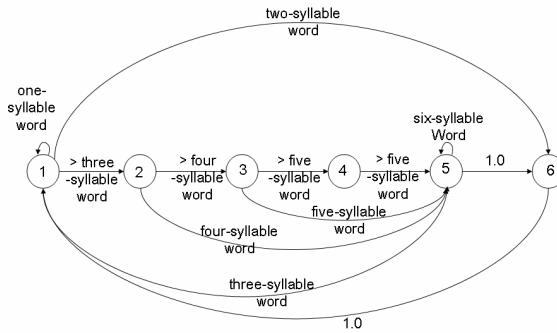 two-syllable
word
one-
syllable
word
six-syllable
Word
> three
-syllable
word
> four
-syllable
word
> five
-syllable
word
> five
-syllable
word
1.0
1
2
3
4
5
6
five-syllable
word
four-syllable
word
three-syllable
word
1.0